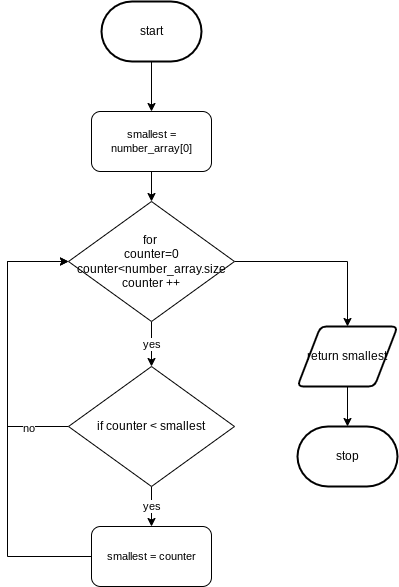 start
smallest =
number_array[0]
for
counter=0
counter<number_array.size
counter ++
yes
return smallest
no
if counter < smallest
stop
yes
smallest = counter